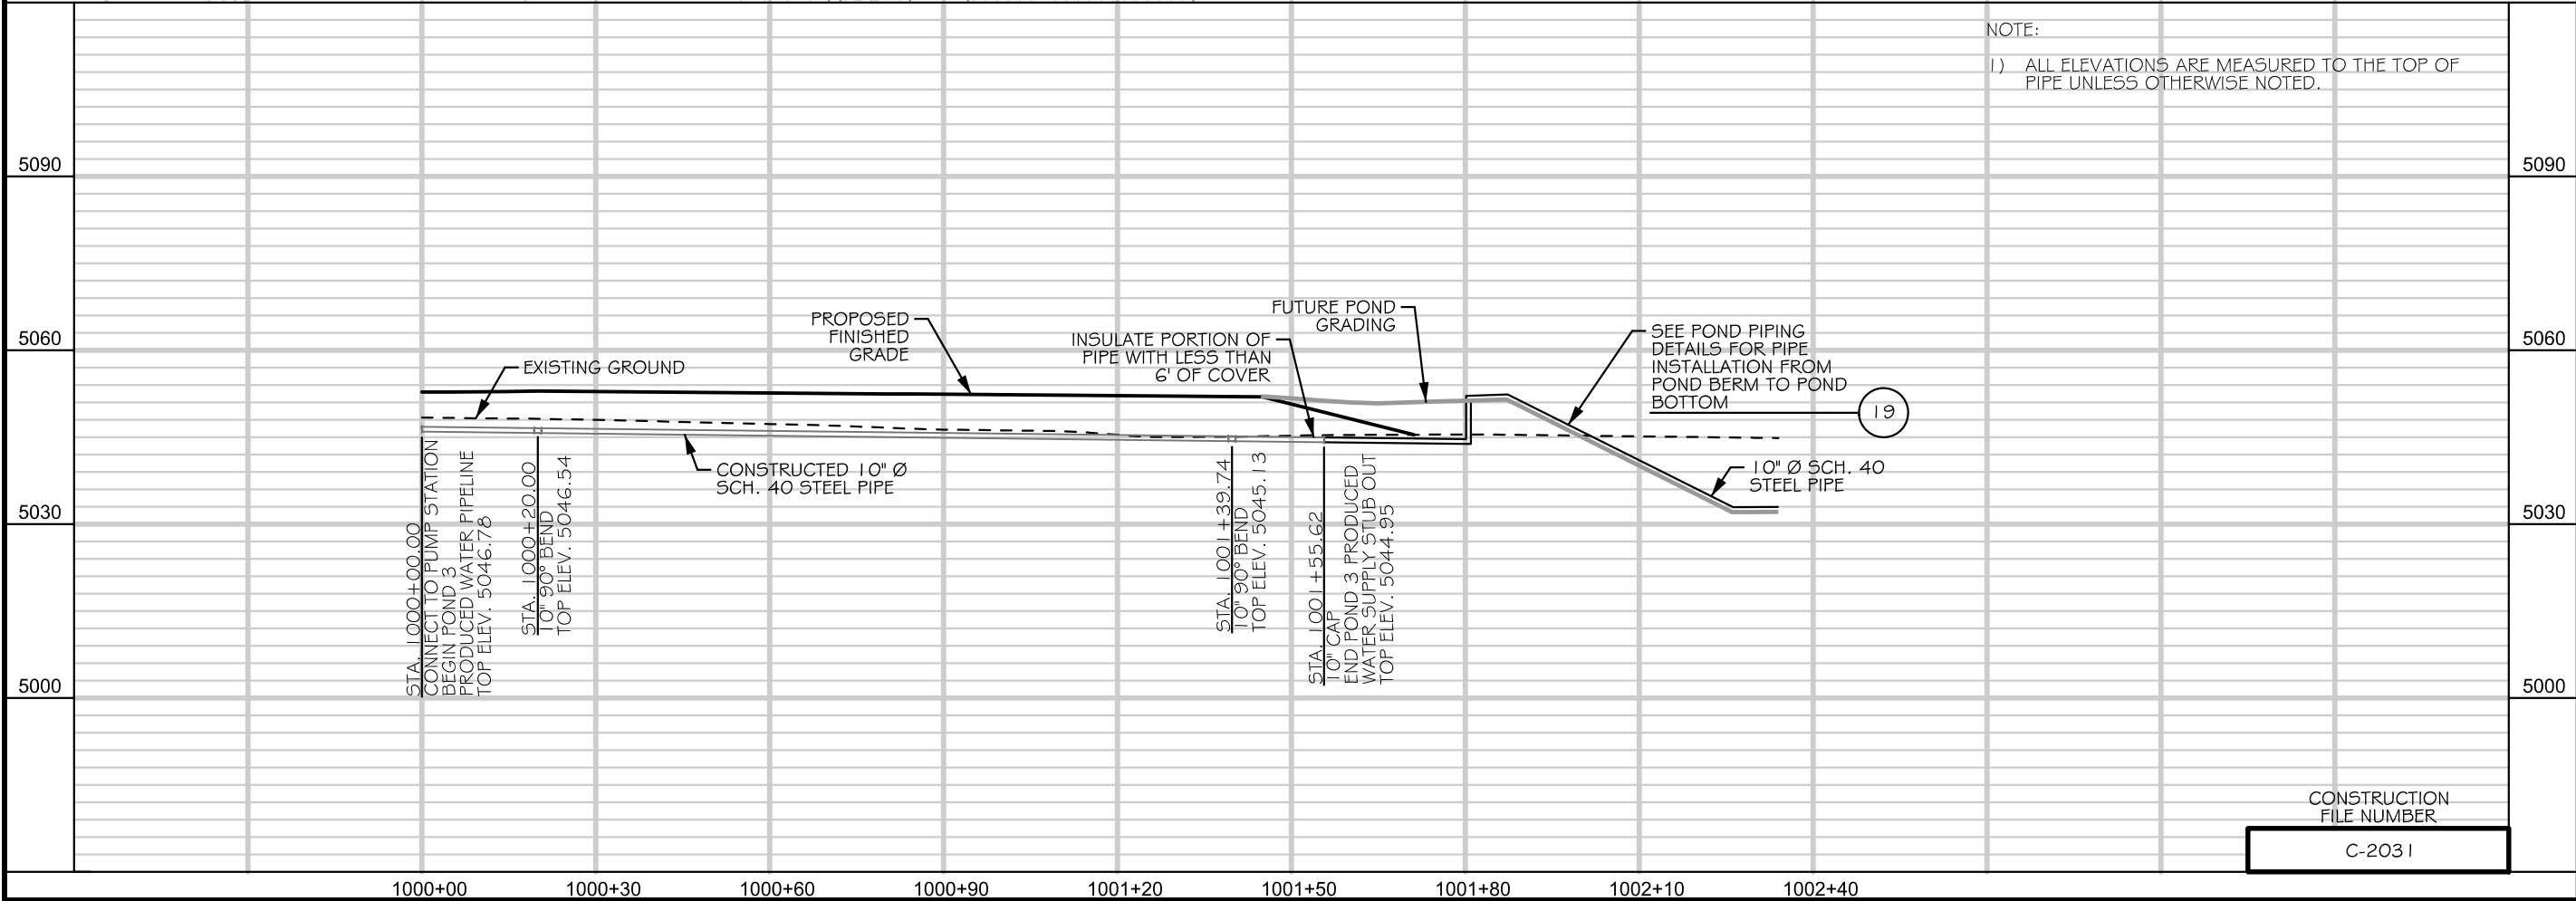 NOTE:
1) ALL ELEVATIONS ARE MEASURED TO THE TOP OF
PIPE UNLESS OTHERWISE NOTED.
5090
5090
5060
5060
5030
5030
5000
5000
EXISTING GROUND
PROPOSED
FINISHED
GRADE
INSULATE PORTION OF
PIPE WITH LESS THAN
6' OF COVER
FUTURE POND
GRADING
SEE POND PIPING
DETAILS FOR PIPE
INSTALLATION FROM
POND BERM TO POND
BOTTOM
19
CONSTRUCTED 10" Ø
SCH. 40 STEEL PIPE
10" Ø SCH. 40
STEEL PIPE
STA. 1000+00.00
CONNECT TO PUMP STATION
BEGIN POND 3
PRODUCED WATER PIPELINE
TOP ELEV. 5046.78
STA. 1000+20.00
10" 90° BEND
TOP ELEV. 5046.54
STA. 1001+39.74
10" 90° BEND
TOP ELEV. 5045.13
STA. 1001+55.62
10" CAP
END POND 3 PRODUCED
WATER SUPPLY STUB OUT
TOP ELEV. 5044.95
CONSTRUCTION
FILE NUMBER
C-2031
1000+00
1000+30
1000+60
1000+90
1001+20
1001+50
1001+80
1002+10
1002+40